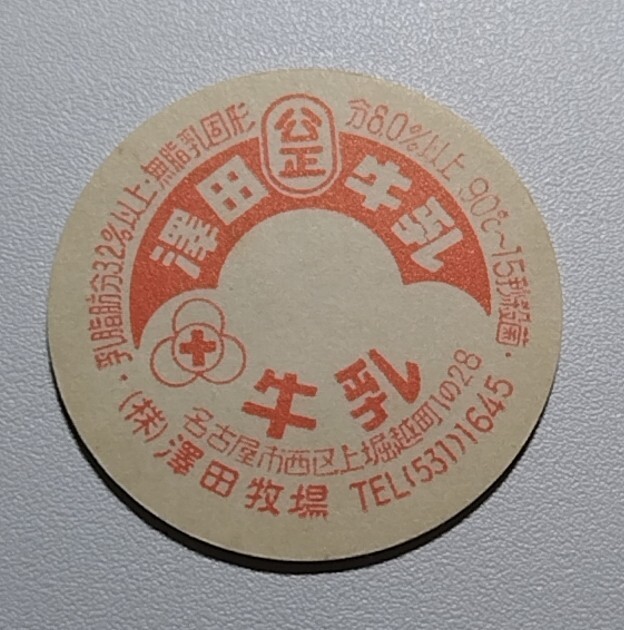 ・乳脂肪分3.2%以上・無脂乳固形分8.0%以上 90℃〜15秒殺菌・
公正
澤田牛乳
牛乳
名古屋市西区上堀越町1の28
(株)澤田牧場 TEL(531)1645